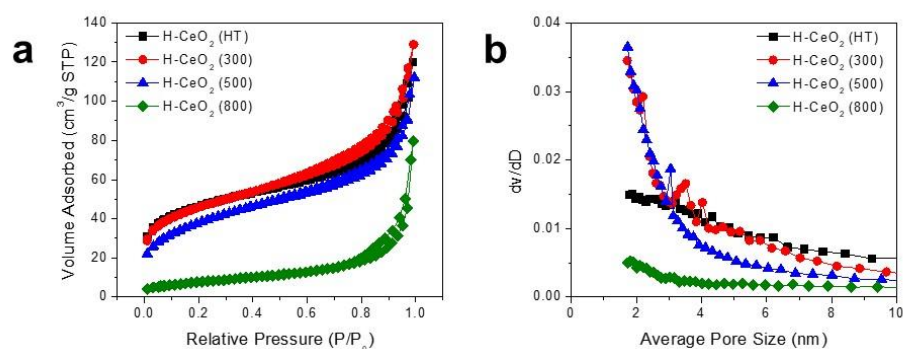 a
140
120
100
80
60
40
20
0
Volume Adsorbed (cm³/g STP)
H-CeO₂ (HT)
H-CeO₂ (300)
H-CeO₂ (500)
H-CeO₂ (800)
0.0 0.2 0.4 0.6 0.8 1.0
Relative Pressure (P/Pₒ)
b
0.04
0.03
0.02
0.01
0.00
dv/dD
H-CeO₂ (HT)
H-CeO₂ (300)
H-CeO₂ (500)
H-CeO₂ (800)
0 2 4 6 8 10
Average Pore Size (nm)